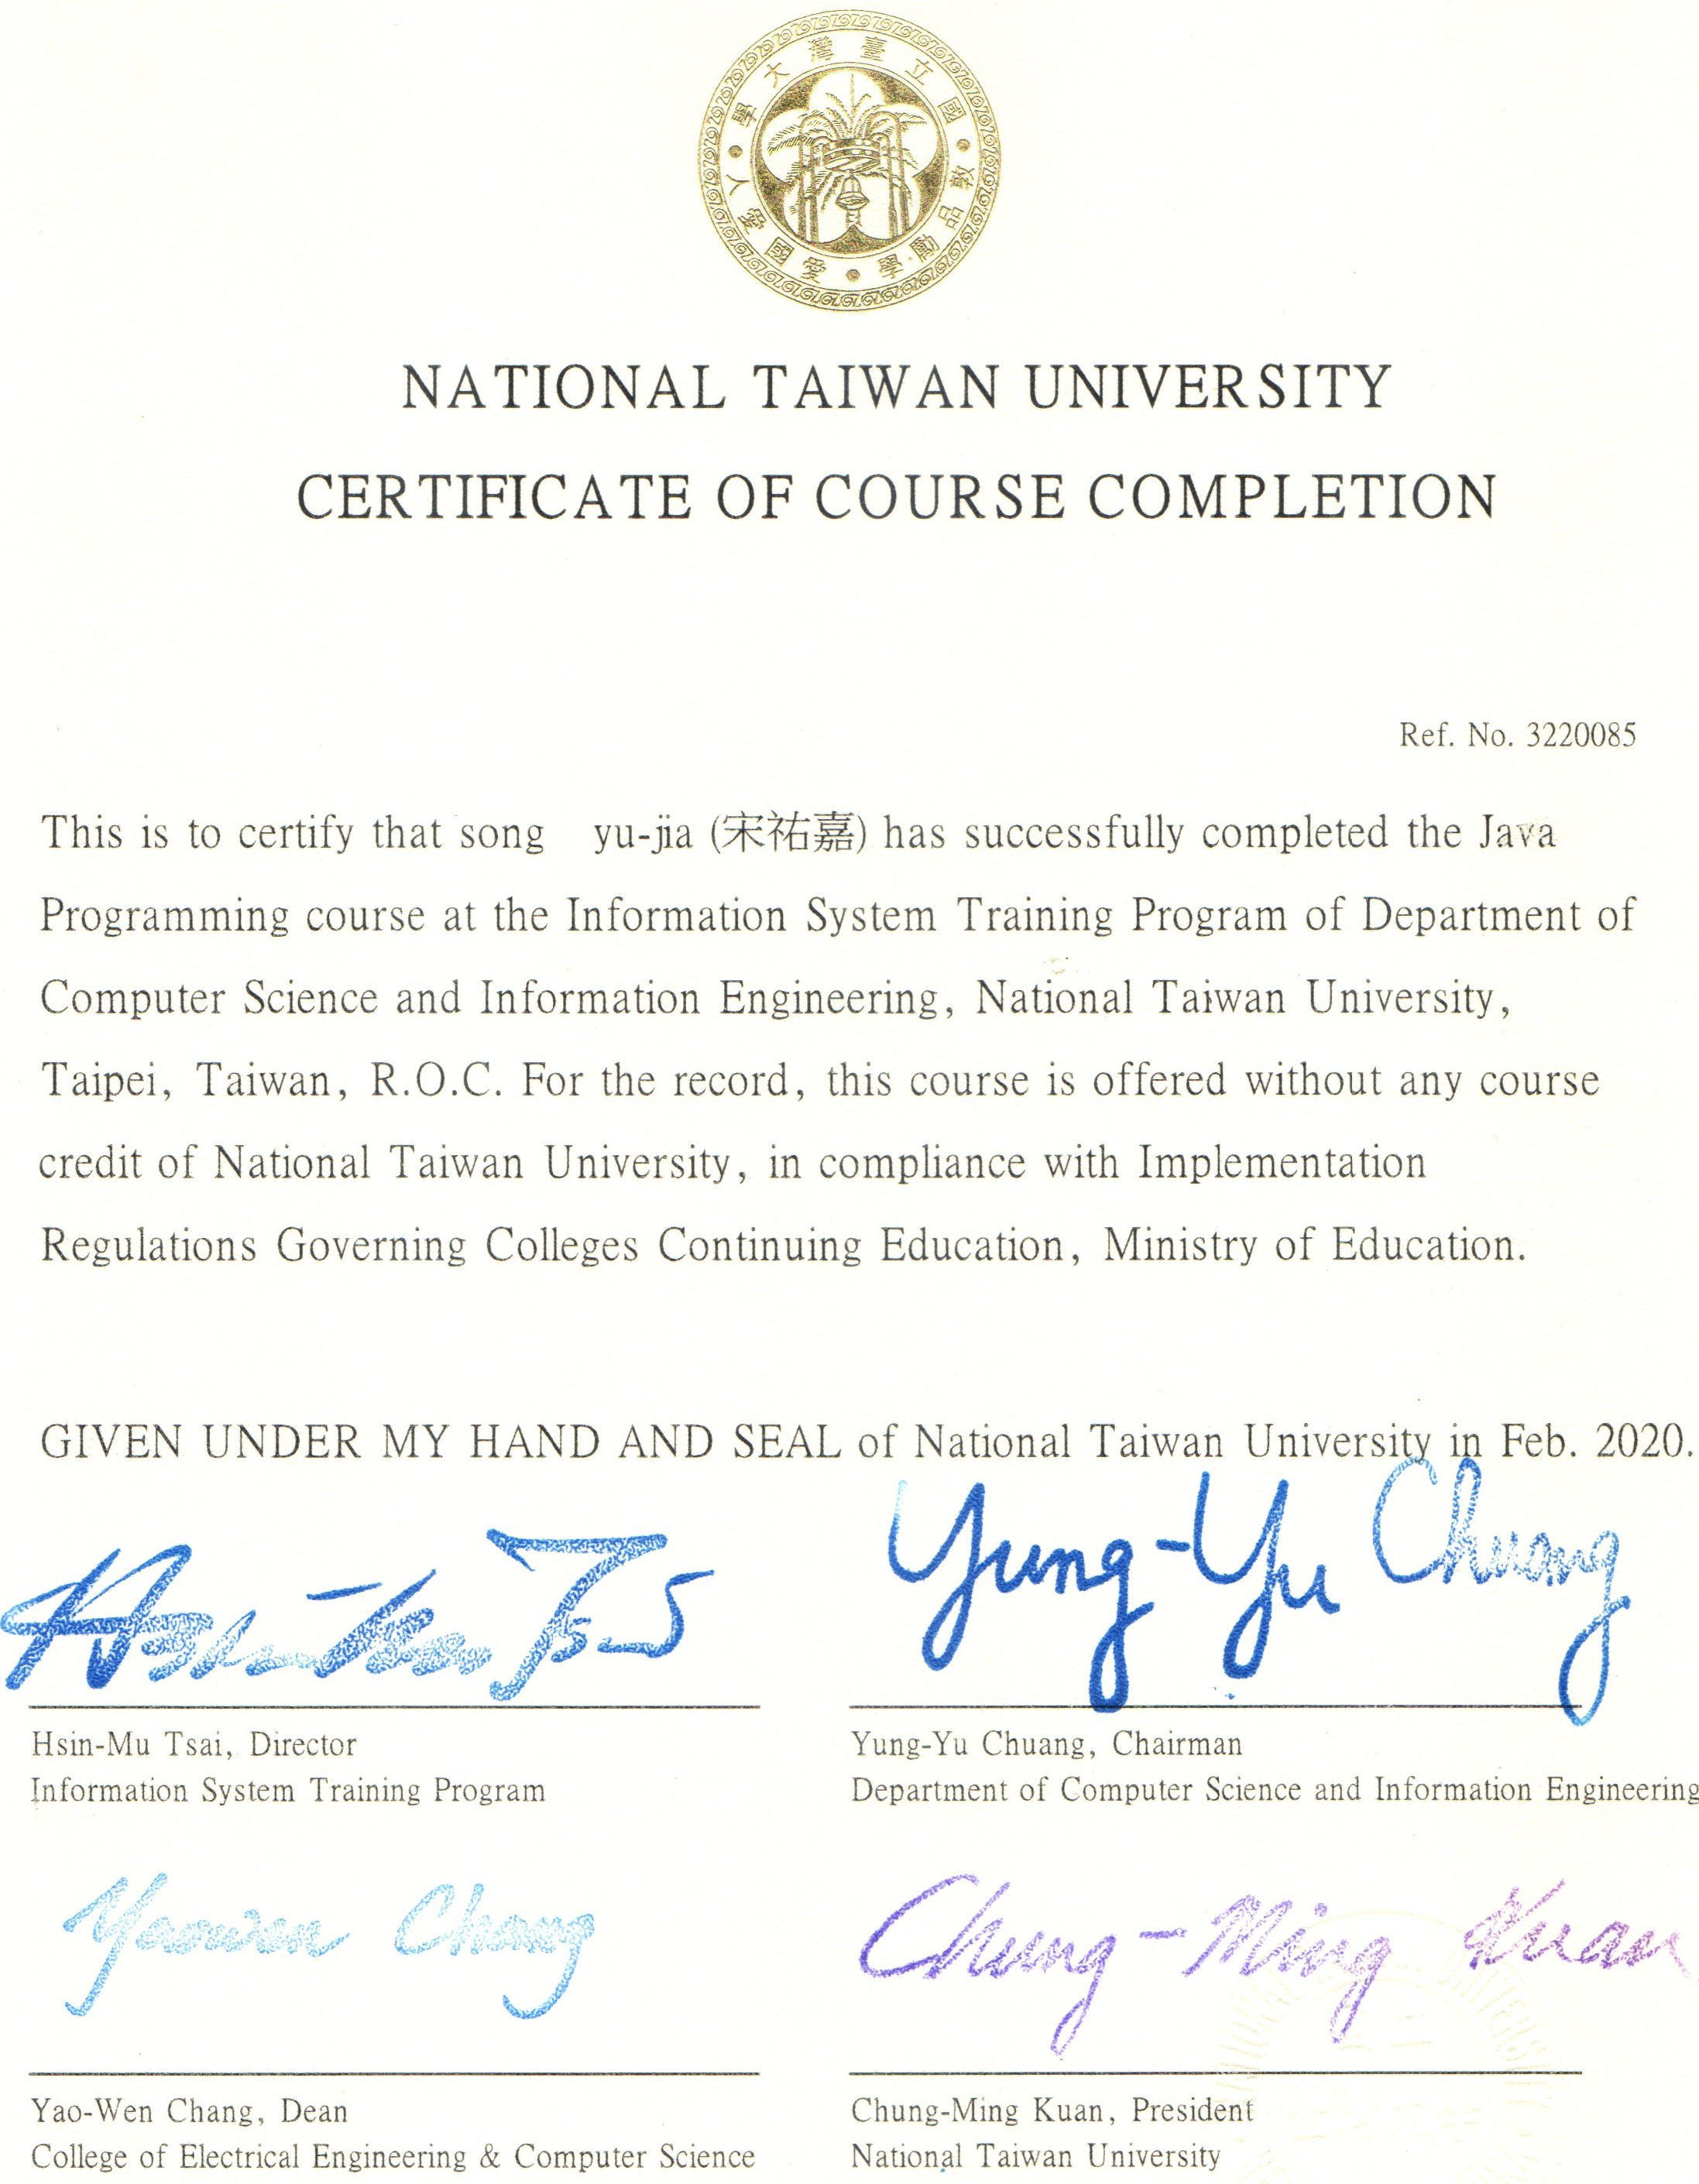 國立臺灣大學
敦品勵學 · 愛國愛人
NATIONAL TAIWAN UNIVERSITY
CERTIFICATE OF COURSE COMPLETION
Ref. No. 3220085
This is to certify that song yu-jia (宋祐嘉) has successfully completed the Java
Programming course at the Information System Training Program of Department of
Computer Science and Information Engineering, National Taiwan University,
Taipei, Taiwan, R.O.C. For the record, this course is offered without any course
credit of National Taiwan University, in compliance with Implementation
Regulations Governing Colleges Continuing Education, Ministry of Education.
GIVEN UNDER MY HAND AND SEAL of National Taiwan University in Feb. 2020.
Hsin-Mu Tsai
Yung-Yu Chuang
Hsin-Mu Tsai, Director
Yung-Yu Chuang, Chairman
Information System Training Program
Department of Computer Science and Information Engineering
Yaowen Chang
Chung-Ming Kuan
Yao-Wen Chang, Dean
Chung-Ming Kuan, President
College of Electrical Engineering & Computer Science
National Taiwan University